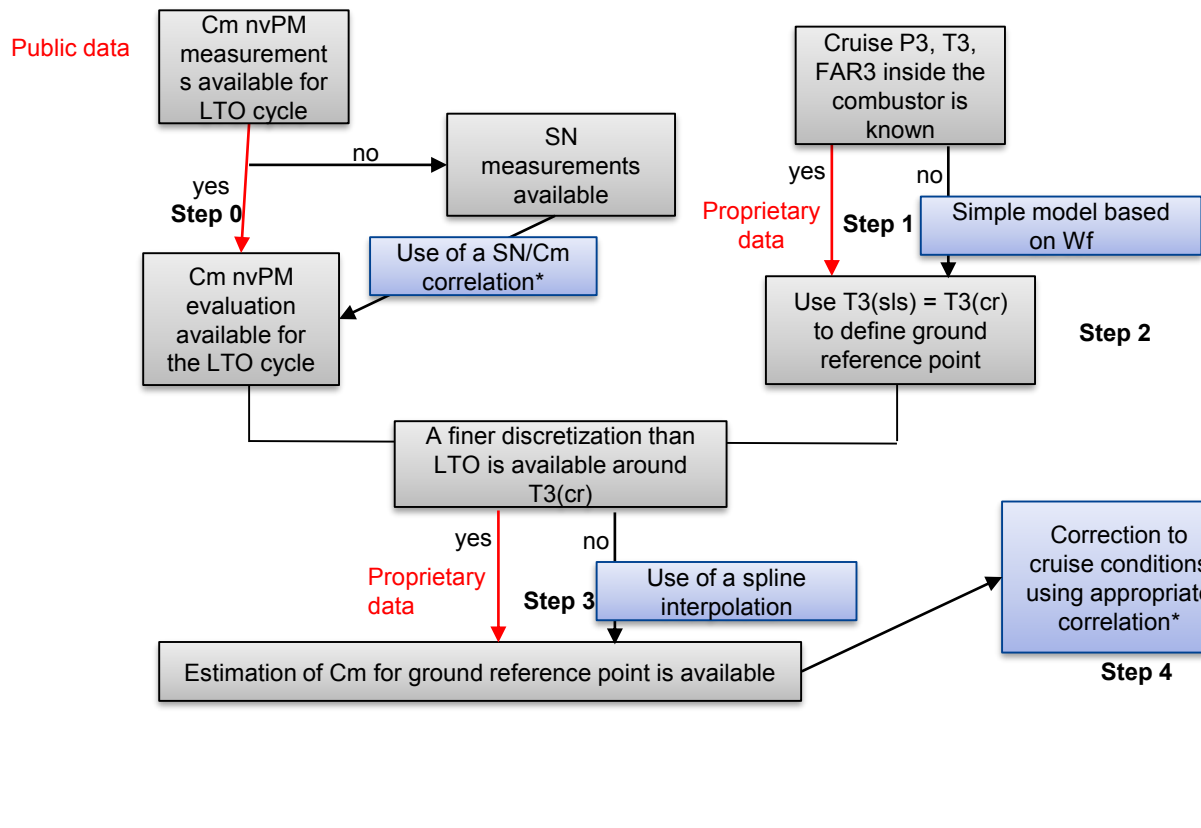 Public data
Cm nvPM
measurement
s available for
LTO cycle
no
SN
measurements
available
yes
Step 0
Use of a SN/Cm
correlation*
Cm nvPM
evaluation
available for
the LTO cycle
Cruise P3, T3,
FAR3 inside the
combustor is
known
yes
no
Proprietary
data
Step 1
Simple model based
on Wf
Use T3(sls) = T3(cr)
to define ground
reference point
Step 2
A finer discretization than
LTO is available around
T3(cr)
yes
no
Proprietary
data
Step 3
Use of a spline
interpolation
Estimation of Cm for ground reference point is available
Correction to
cruise conditions
using appropriate
correlation*
Step 4